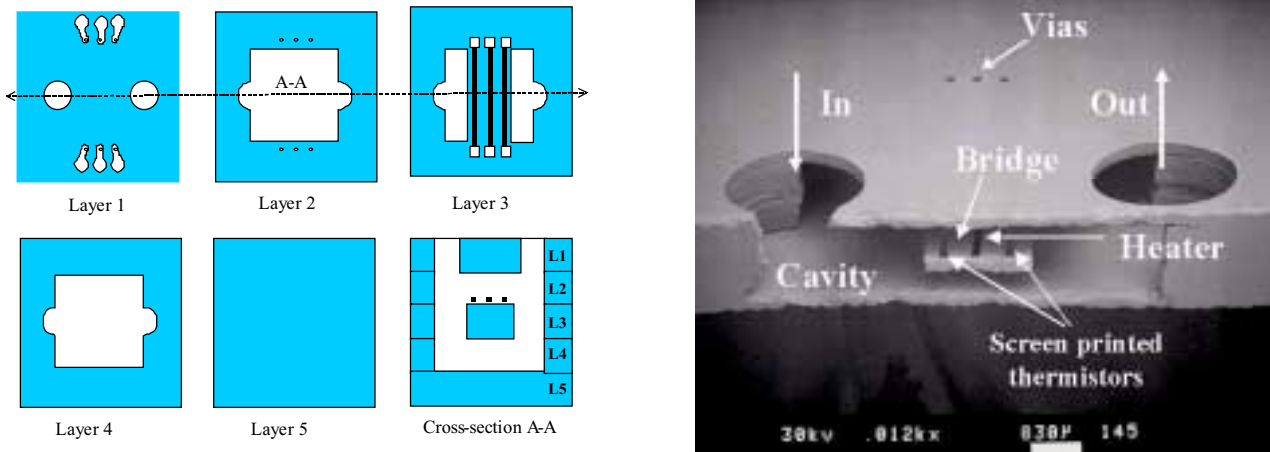 A-A
Layer 1
Layer 2
Layer 3
L1
L2
L3
L4
L5
Layer 4
Layer 5
Cross-section A-A
Vias
In
Out
Bridge
Heater
Cavity
Screen printed
thermistors
30kv .012kx 830µ 145